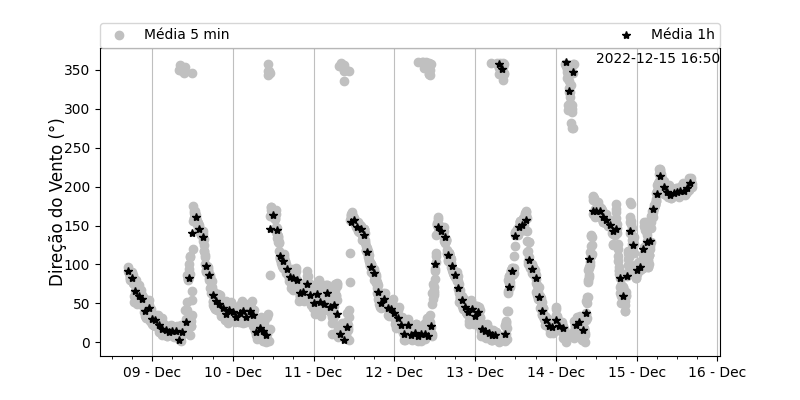 Média 5 min
Média 1h
2022-12-15 16:50
Direção do Vento (°)
350
300
250
200
150
100
50
0
09 - Dec
10 - Dec
11 - Dec
12 - Dec
13 - Dec
14 - Dec
15 - Dec
16 - Dec